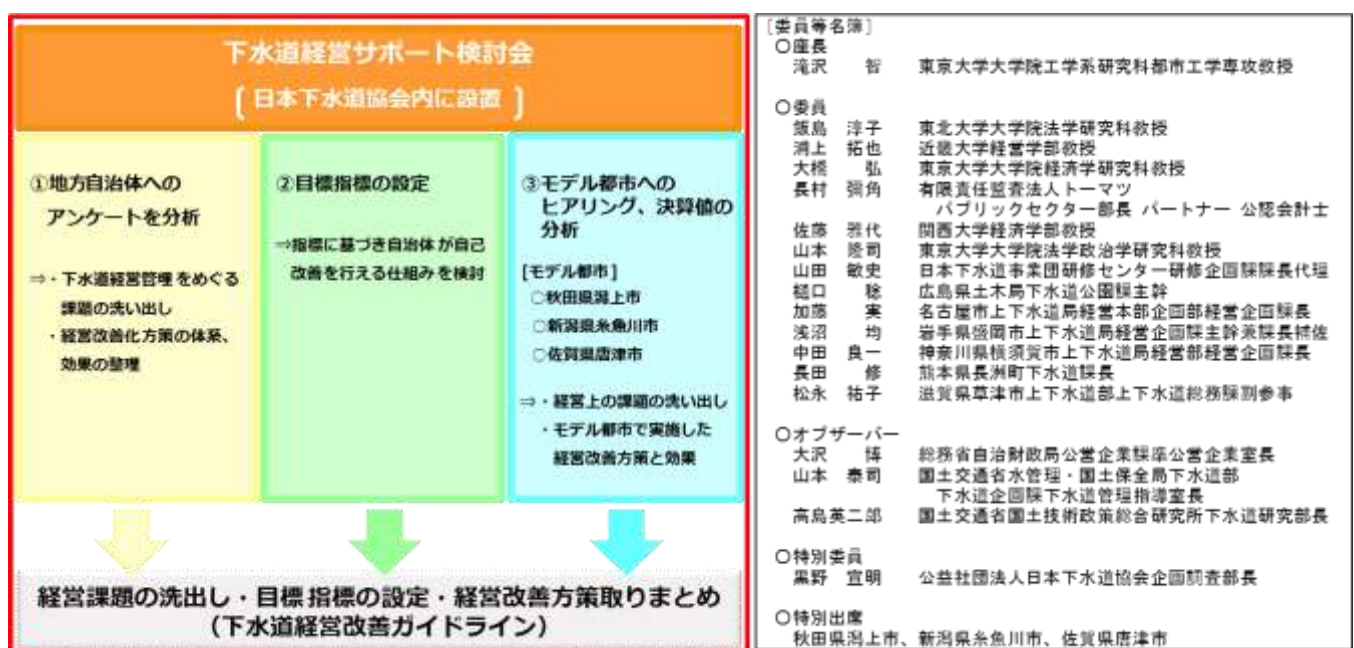 下水道経営サポート検討会
[ 日本下水道協会内に設置 ]
①地方自治体への
アンケートを分析
⇒・下水道経営管理をめぐる
課題の洗い出し
・経営改善化方策の体系、
効果の整理
②目標指標の設定
⇒指標に基づき自治体が自己
改善を行える仕組みを検討
③モデル都市への
ヒアリング、決算値の
分析
[モデル都市]
○秋田県潟上市
○新潟県糸魚川市
○佐賀県唐津市
⇒・経営上の課題の洗い出し
・モデル都市で実施した
経営改善方策と効果
経営課題の洗出し・目標指標の設定・経営改善方策取りまとめ
(下水道経営改善ガイドライン)
[委員等名簿]
○座長
滝沢 智 東京大学大学院工学系研究科都市工学専攻教授
○委員
飯島 淳子 東北大学大学院法学研究科教授
浦上 拓也 近畿大学経営学部教授
大橋 弘 東京大学大学院経済学研究科教授
長村 彌角 有限責任監査法人トーマツ
パブリックセクター部長 パートナー 公認会計士
佐藤 雅代 関西大学経済学部教授
山本 隆司 東京大学大学院法学政治学研究科教授
山田 敏史 日本下水道事業団研修センター研修企画課課長代理
樋口 稔 広島県土木局下水道公園課主幹
加藤 実 名古屋市上下水道局経営本部企画部経営企画課長
浅沼 均 岩手県盛岡市上下水道局経営企画課主幹兼課長補佐
中田 良一 神奈川県横須賀市上下水道局経営部経営企画課長
長田 修 熊本県長洲町下水道課長
松永 祐子 滋賀県草津市上下水道部上下水道総務課副参事
○オブザーバー
大沢 博 総務省自治財政局公営企業課準公営企業室長
山本 泰司 国土交通省水管理・国土保全局下水道部
下水道企画課下水道管理指導室長
高島英二郎 国土交通省国土技術政策総合研究所下水道研究部長
○特別委員
黒野 宣明 公益社団法人日本下水道協会企画調査部長
○特別出席
秋田県潟上市、新潟県糸魚川市、佐賀県唐津市